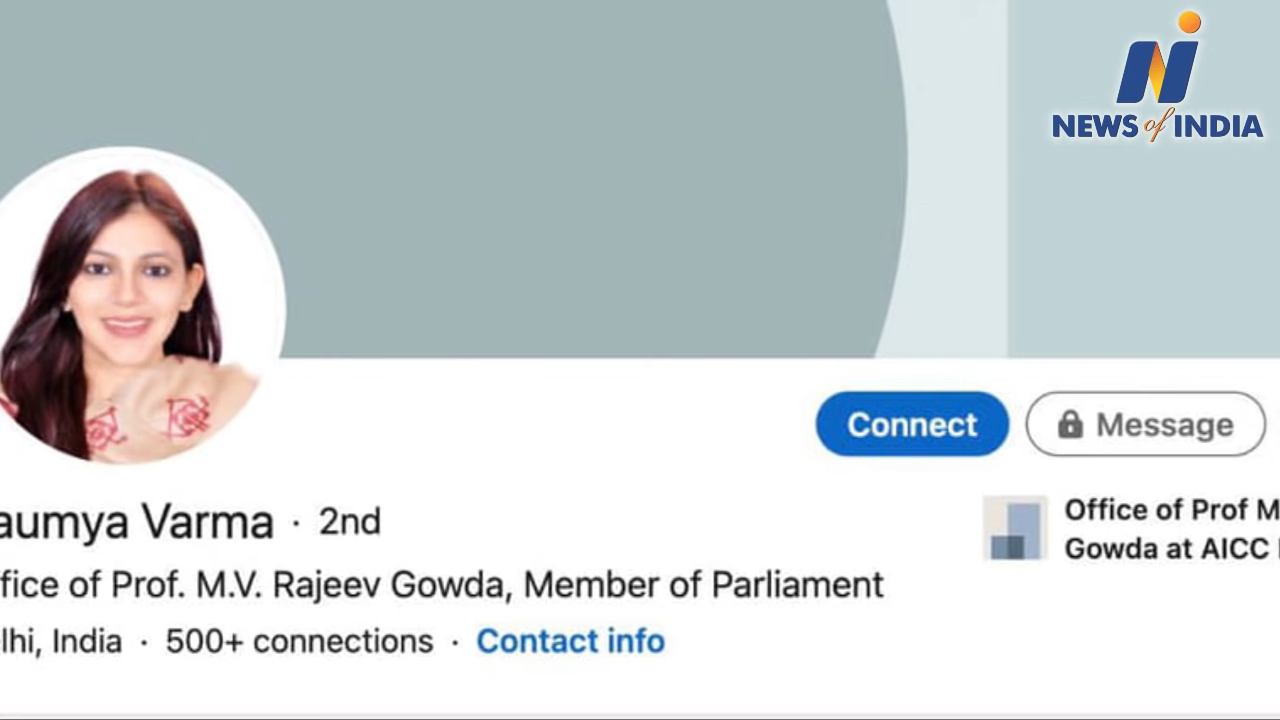 NEWS of INDIA
Connect
Message
aumya Varma · 2nd
Office of Prof M
Gowda at AICC
fice of Prof. M.V. Rajeev Gowda, Member of Parliament
lhi, India · 500+ connections · Contact info